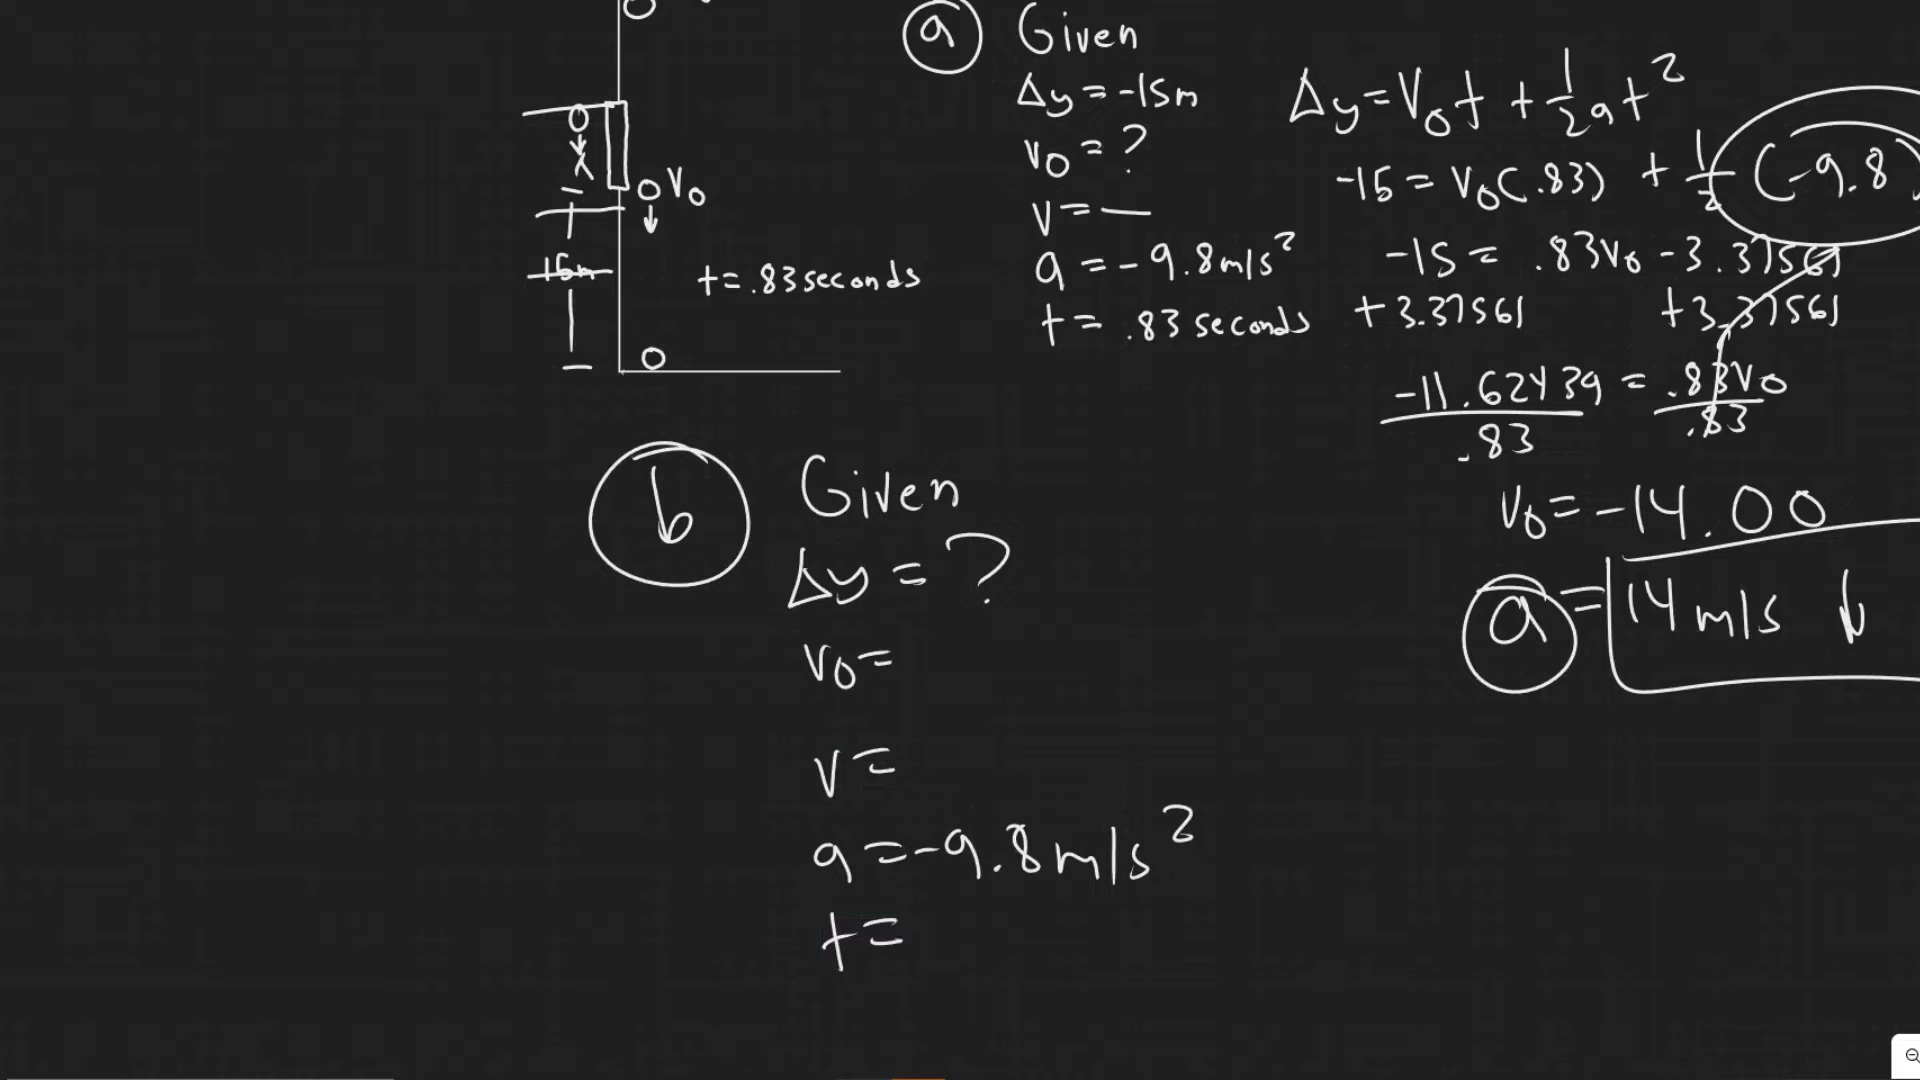 a Given
Δy = -15m
v₀ = ?
v = —
a = -9.8m/s²
t = .83 seconds
Δy = V₀t + 1/2at²
-15 = V₀(.83) + 1/2(-9.8)
-15 = .83V₀ - 3.37561
+3.37561 +3.37561
-11.62439 = .83V₀
.83 .83
V₀ = -14.00
a = 14 m/s ↓
V₀
15m
t = .83 seconds
b Given
Δy = ?
v₀ =
v =
a = -9.8m/s²
t =